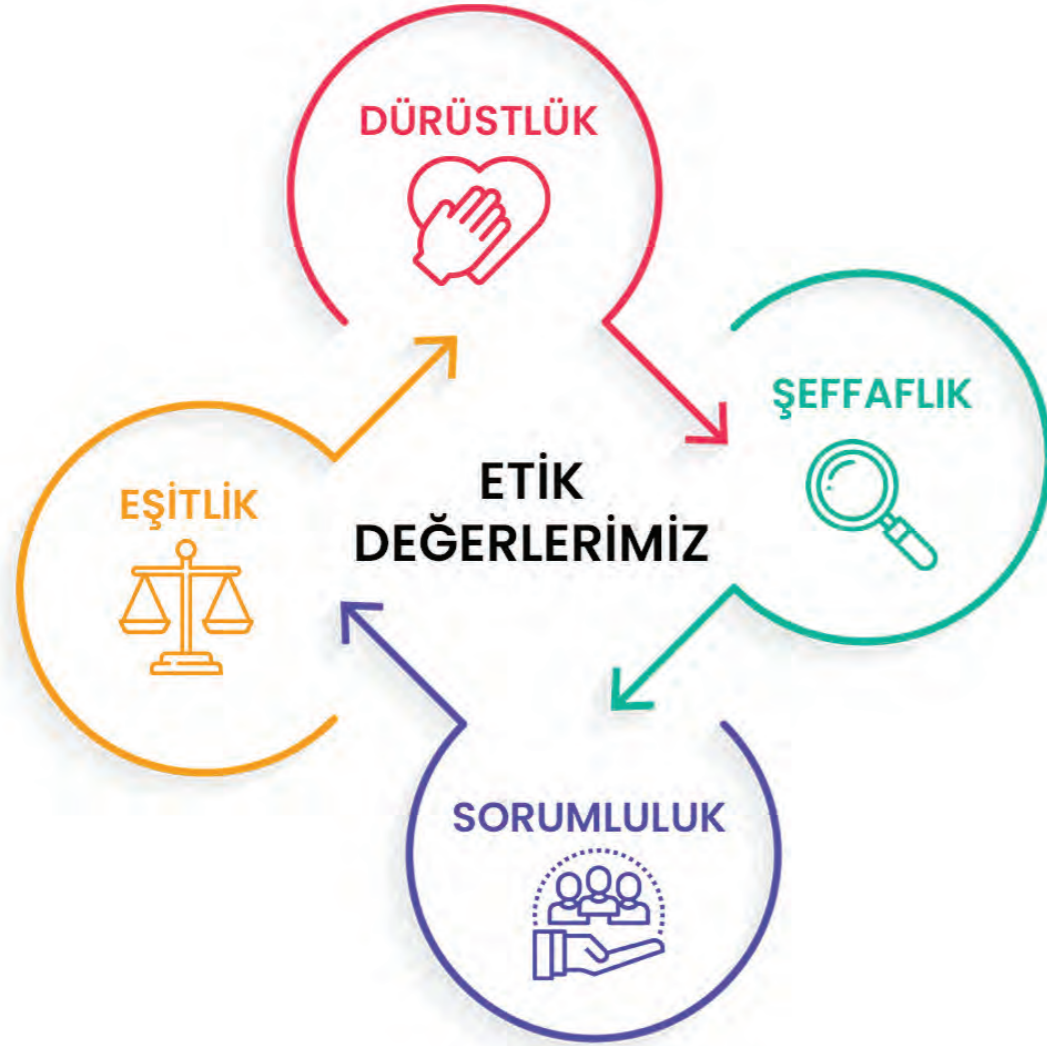 DÜRÜSTLÜK
ŞEFFAFLIK
EŞİTLİK
ETİK
DEĞERLERİMİZ
SORUMLULUK